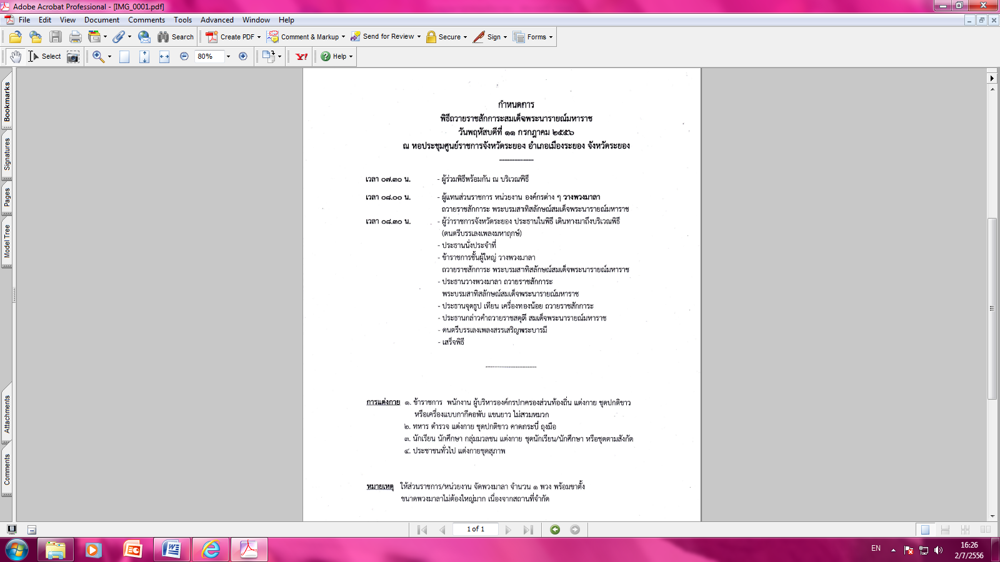 Adobe Acrobat Professional - [IMG_0001.pdf]
File Edit View Document Comments Tools Advanced Window Help
Search Create PDF Comment & Markup Send for Review Secure Sign Forms
Select 80% Y! Help
Bookmarks
Signatures
Pages
Model Tree
Attachments
Comments
กำหนดการ
พิธีถวายราชสักการะสมเด็จพระนารายณ์มหาราช
วันพฤหัสบดีที่ ๑๑ กรกฎาคม ๒๕๕๖
ณ หอประชุมศูนย์ราชการจังหวัดระยอง อำเภอเมืองระยอง จังหวัดระยอง
-------------
เวลา ๐๗.๓๐ น. - ผู้ร่วมพิธีพร้อมกัน ณ บริเวณพิธี
เวลา ๐๘.๐๐ น. - ผู้แทนส่วนราชการ หน่วยงาน องค์กรต่าง ๆ วางพวงมาลา
ถวายราชสักการะ พระบรมสาทิสลักษณ์สมเด็จพระนารายณ์มหาราช
เวลา ๐๘.๓๐ น. - ผู้ว่าราชการจังหวัดระยอง ประธานในพิธี เดินทางมาถึงบริเวณพิธี
(ดนตรีบรรเลงเพลงมหาฤกษ์)
- ประธานนั่งประจำที่
- ข้าราชการชั้นผู้ใหญ่ วางพวงมาลา
ถวายราชสักการะ พระบรมสาทิสลักษณ์สมเด็จพระนารายณ์มหาราช
- ประธานวางพวงมาลา ถวายราชสักการะ
พระบรมสาทิสลักษณ์สมเด็จพระนารายณ์มหาราช
- ประธานจุดธูป เทียน เครื่องทองน้อย ถวายราชสักการะ
- ประธานกล่าวคำถวายราชสดุดี สมเด็จพระนารายณ์มหาราช
- ดนตรีบรรเลงเพลงสรรเสริญพระบารมี
- เสร็จพิธี
----------------------
การแต่งกาย ๑. ข้าราชการ พนักงาน ผู้บริหารองค์กรปกครองส่วนท้องถิ่น แต่งกาย ชุดปกติขาว
หรือเครื่องแบบกากีคอพับ แขนยาว ไม่สวมหมวก
๒. ทหาร ตำรวจ แต่งกาย ชุดปกติขาว คาดกระบี่ ถุงมือ
๓. นักเรียน นักศึกษา กลุ่มมวลชน แต่งกาย ชุดนักเรียน/นักศึกษา หรือชุดตามสังกัด
๔. ประชาชนทั่วไป แต่งกายชุดสุภาพ
หมายเหตุ ให้ส่วนราชการ/หน่วยงาน จัดพวงมาลา จำนวน ๑ พวง พร้อมขาตั้ง
ขนาดพวงมาลาไม่ต้องใหญ่มาก เนื่องจากสถานที่จำกัด
1 of 1
EN
16:26
2/7/2556